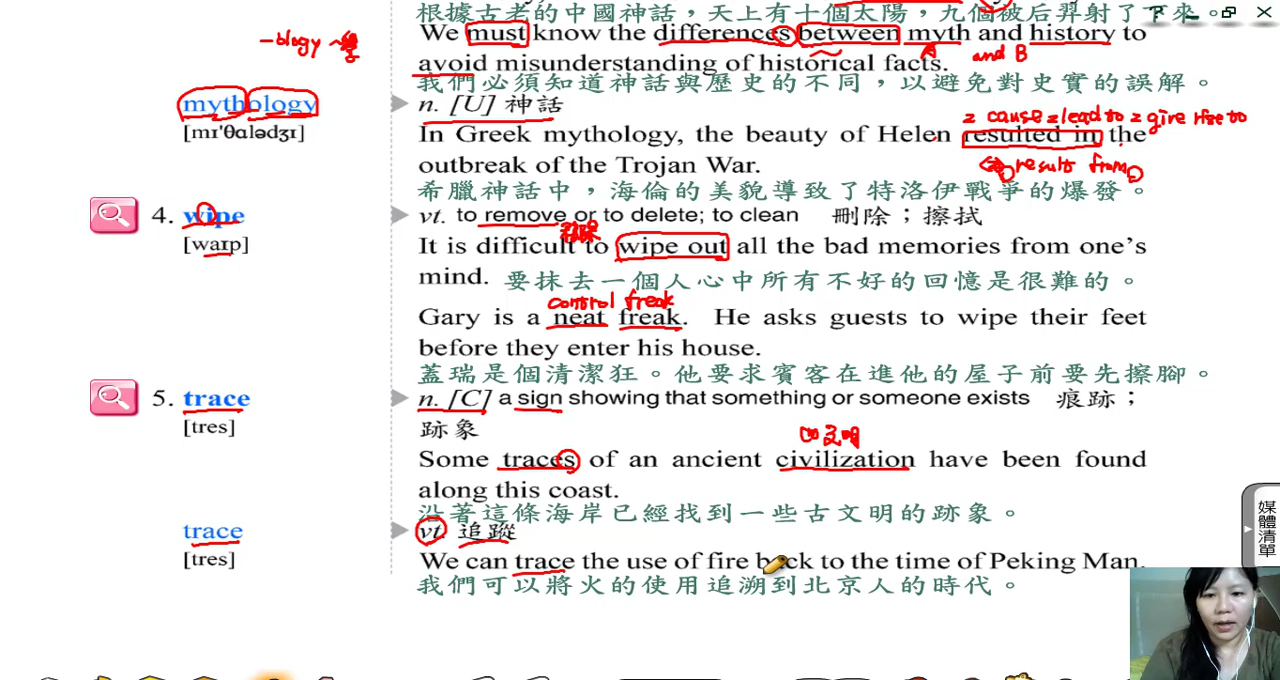 根據古老的中國神話，天上有十個太陽，九個被后羿射了下來。
-ology ~學
We must know the differences between myth and history to
A and B
avoid misunderstanding of historical facts.
我們必須知道神話與歷史的不同，以避免對史實的誤解。
mythology n. [U] 神話
= cause = lead to = give rise to
[mɪˈθɑlədʒɪ] In Greek mythology, the beauty of Helen resulted in the
outbreak of the Trojan War.
result from
希臘神話中，海倫的美貌導致了特洛伊戰爭的爆發。
4. wipe vt. to remove or to delete; to clean 刪除；擦拭
移除
[waɪp] It is difficult to wipe out all the bad memories from one's
mind. 要抹去一個人心中所有不好的回憶是很難的。
control freak
Gary is a neat freak. He asks guests to wipe their feet
before they enter his house.
蓋瑞是個清潔狂。他要求賓客在進他的屋子前要先擦腳。
5. trace n. [C] a sign showing that something or someone exists 痕跡；
[tres] 跡象
文明
Some traces of an ancient civilization have been found
along this coast.
沿著這條海岸已經找到一些古文明的跡象。
trace vt. 追蹤
[tres] We can trace the use of fire back to the time of Peking Man.
我們可以將火的使用追溯到北京人的時代。
媒體清單